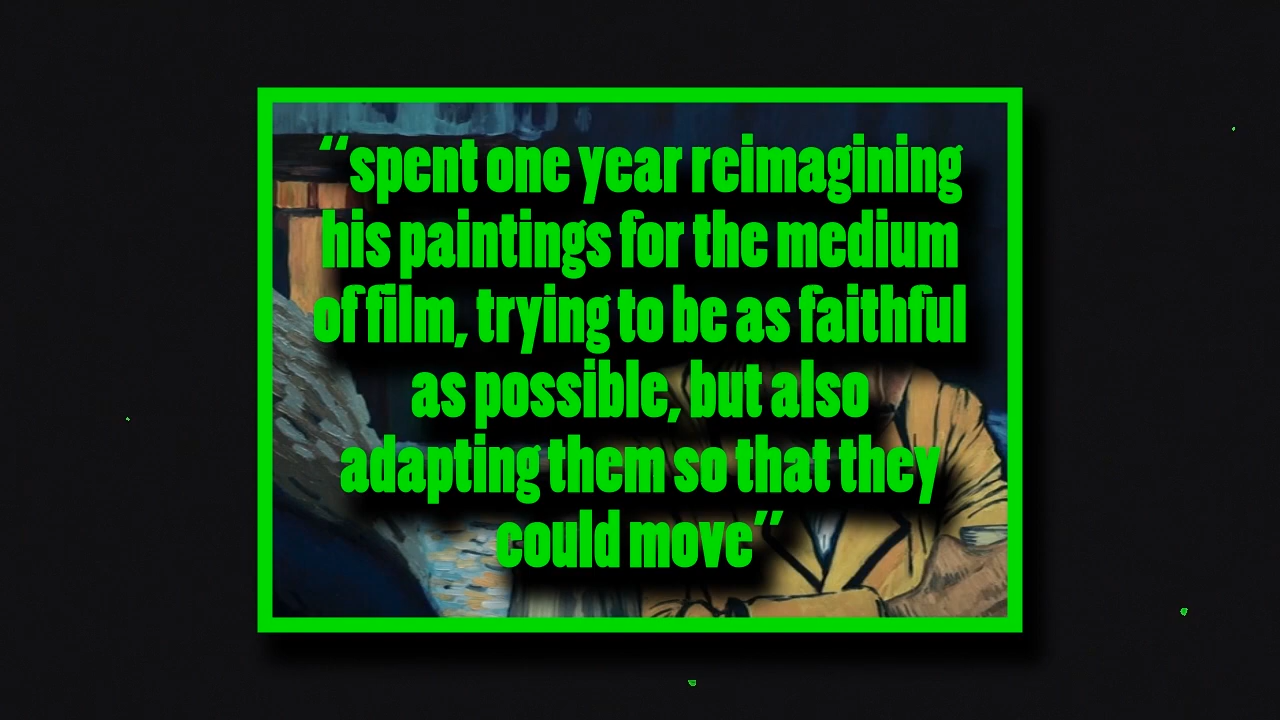 “spent one year reimagining
his paintings for the medium
of film, trying to be as faithful
as possible, but also
adapting them so that they
could move”